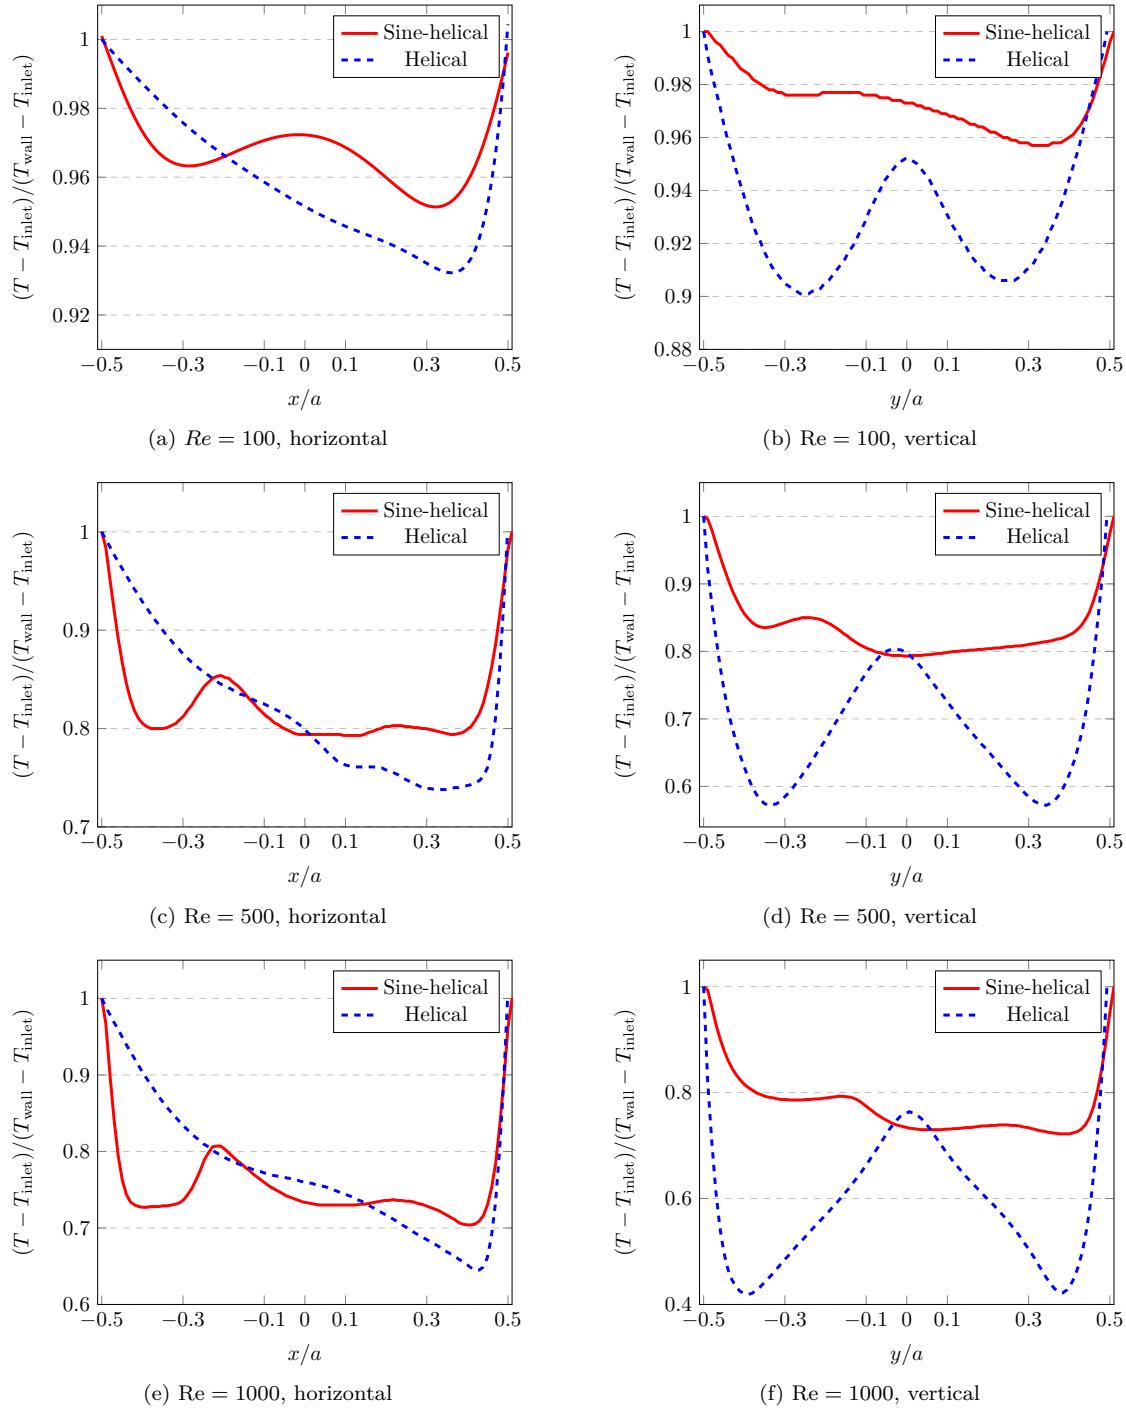 Sine-helical
Helical
1
0.98
0.96
0.94
0.92
−0.5 −0.3 −0.1 0 0.1 0.3 0.5
(T − T_inlet)/(T_wall − T_inlet)
x/a
(a) Re = 100, horizontal
Sine-helical
Helical
1
0.98
0.96
0.94
0.92
0.9
0.88
−0.5 −0.3 −0.1 0 0.1 0.3 0.5
(T − T_inlet)/(T_wall − T_inlet)
y/a
(b) Re = 100, vertical
Sine-helical
Helical
1
0.9
0.8
0.7
−0.5 −0.3 −0.1 0 0.1 0.3 0.5
(T − T_inlet)/(T_wall − T_inlet)
x/a
(c) Re = 500, horizontal
Sine-helical
Helical
1
0.9
0.8
0.7
0.6
−0.5 −0.3 −0.1 0 0.1 0.3 0.5
(T − T_inlet)/(T_wall − T_inlet)
y/a
(d) Re = 500, vertical
Sine-helical
Helical
1
0.9
0.8
0.7
0.6
−0.5 −0.3 −0.1 0 0.1 0.3 0.5
(T − T_inlet)/(T_wall − T_inlet)
x/a
(e) Re = 1000, horizontal
Sine-helical
Helical
1
0.8
0.6
0.4
−0.5 −0.3 −0.1 0 0.1 0.3 0.5
(T − T_inlet)/(T_wall − T_inlet)
y/a
(f) Re = 1000, vertical